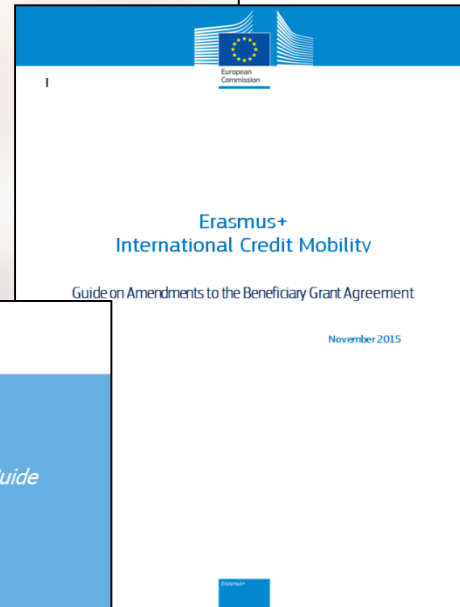 European
Commission
Erasmus+
International Credit Mobility
Guide on Amendments to the Beneficiary Grant Agreement
November 2015
uide
Erasmus+